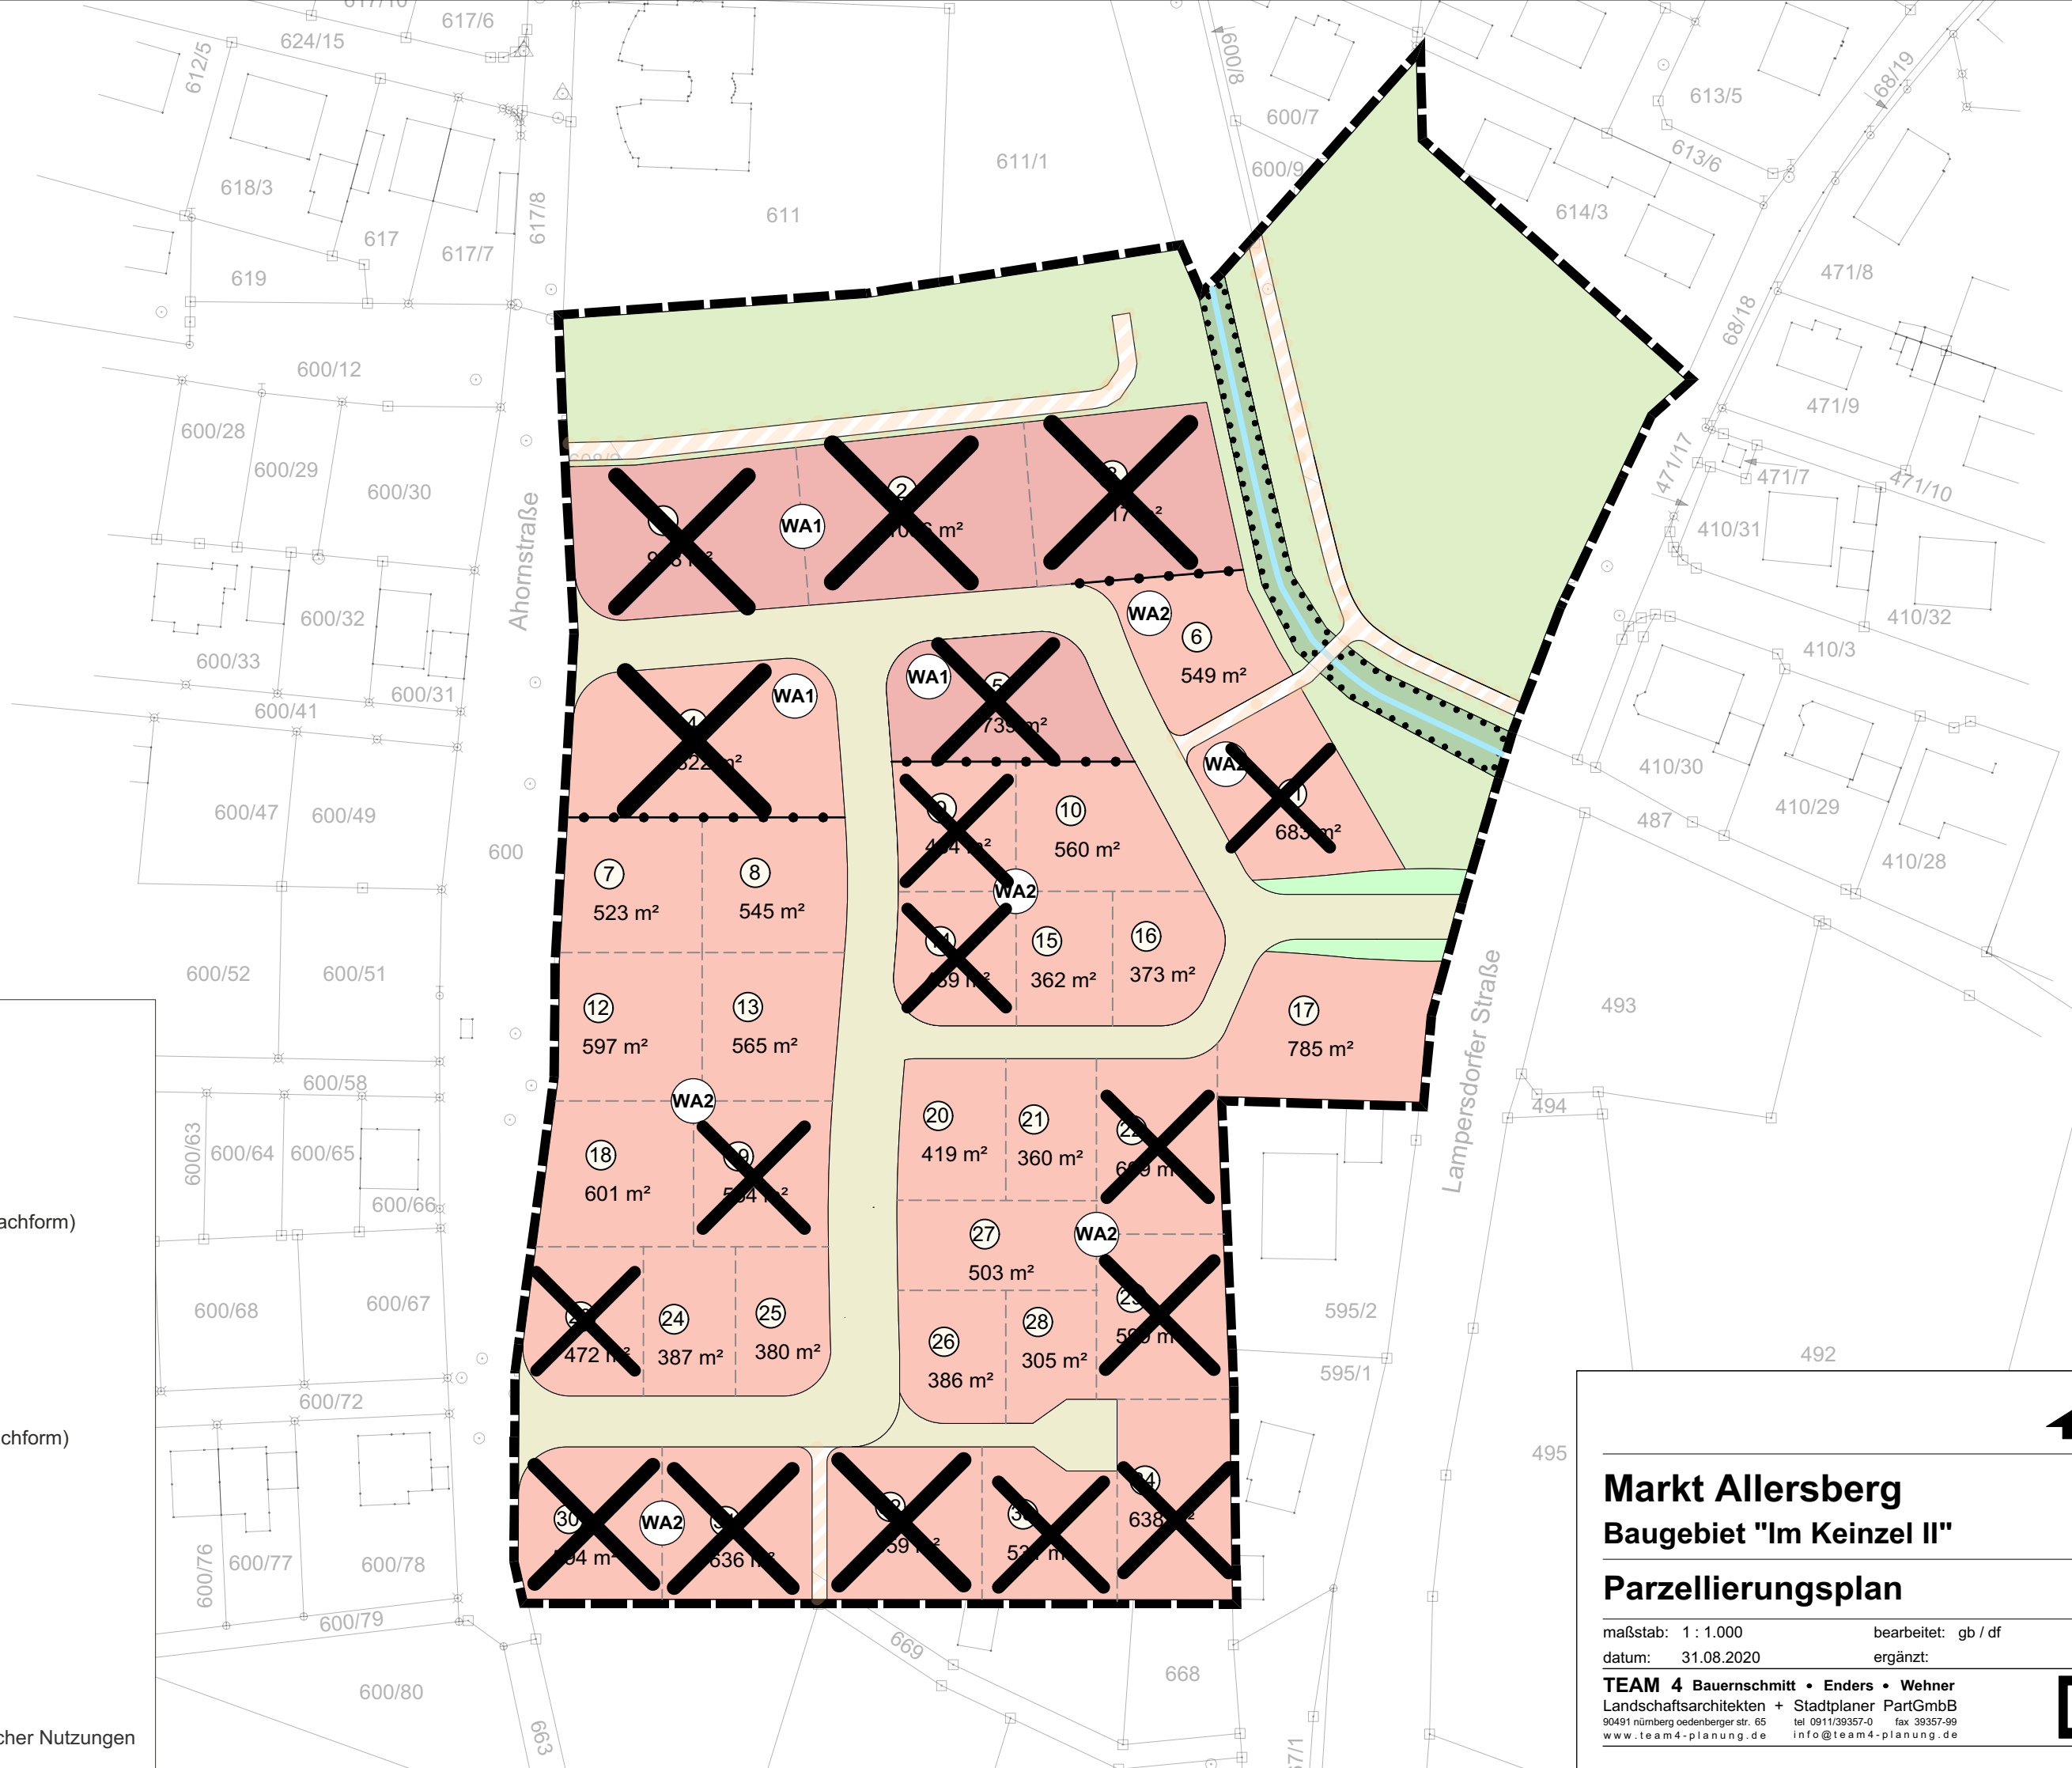 617/6
624/15
612/5
618/3
617
617/7
619
617/8
611
611/1
600/8
600/7
600/9
613/5
68/19
613/6
614/3
471/8
68/18
471/9
471/17
471/7
471/10
410/31
410/32
410/3
410/30
410/29
487
410/28
600/12
600/28
600/29
600/30
600/32
600/33
600/31
600/41
600/47
600/49
600
600/52
600/51
600/58
600/63
600/64
600/65
600/66
600/68
600/67
600/72
600/76
600/77
600/78
600/79
600/80
663
669
668
595/2
595/1
493
494
492
495
Ahornstraße
Lampersdorfer Straße
WA1
2
WA1
WA1
5
WA2
6
549 m²
683 m²
7
523 m²
8
545 m²
10
560 m²
WA2
12
597 m²
13
565 m²
15
362 m²
16
373 m²
17
785 m²
WA2
18
601 m²
20
419 m²
21
360 m²
22
WA2
27
503 m²
472 m²
24
387 m²
25
380 m²
26
386 m²
28
305 m²
30
WA2
636 m²
638 m²
achform)
chform)
cher Nutzungen
Markt Allersberg
Baugebiet "Im Keinzel II"
Parzellierungsplan
maßstab: 1 : 1.000 bearbeitet: gb / df
datum: 31.08.2020 ergänzt:
TEAM 4 Bauernschmitt • Enders • Wehner
Landschaftsarchitekten + Stadtplaner PartGmbB
90491 nürnberg oedenberger str. 65 tel 0911/39357-0 fax 39357-99
www.team4-planung.de info@team4-planung.de